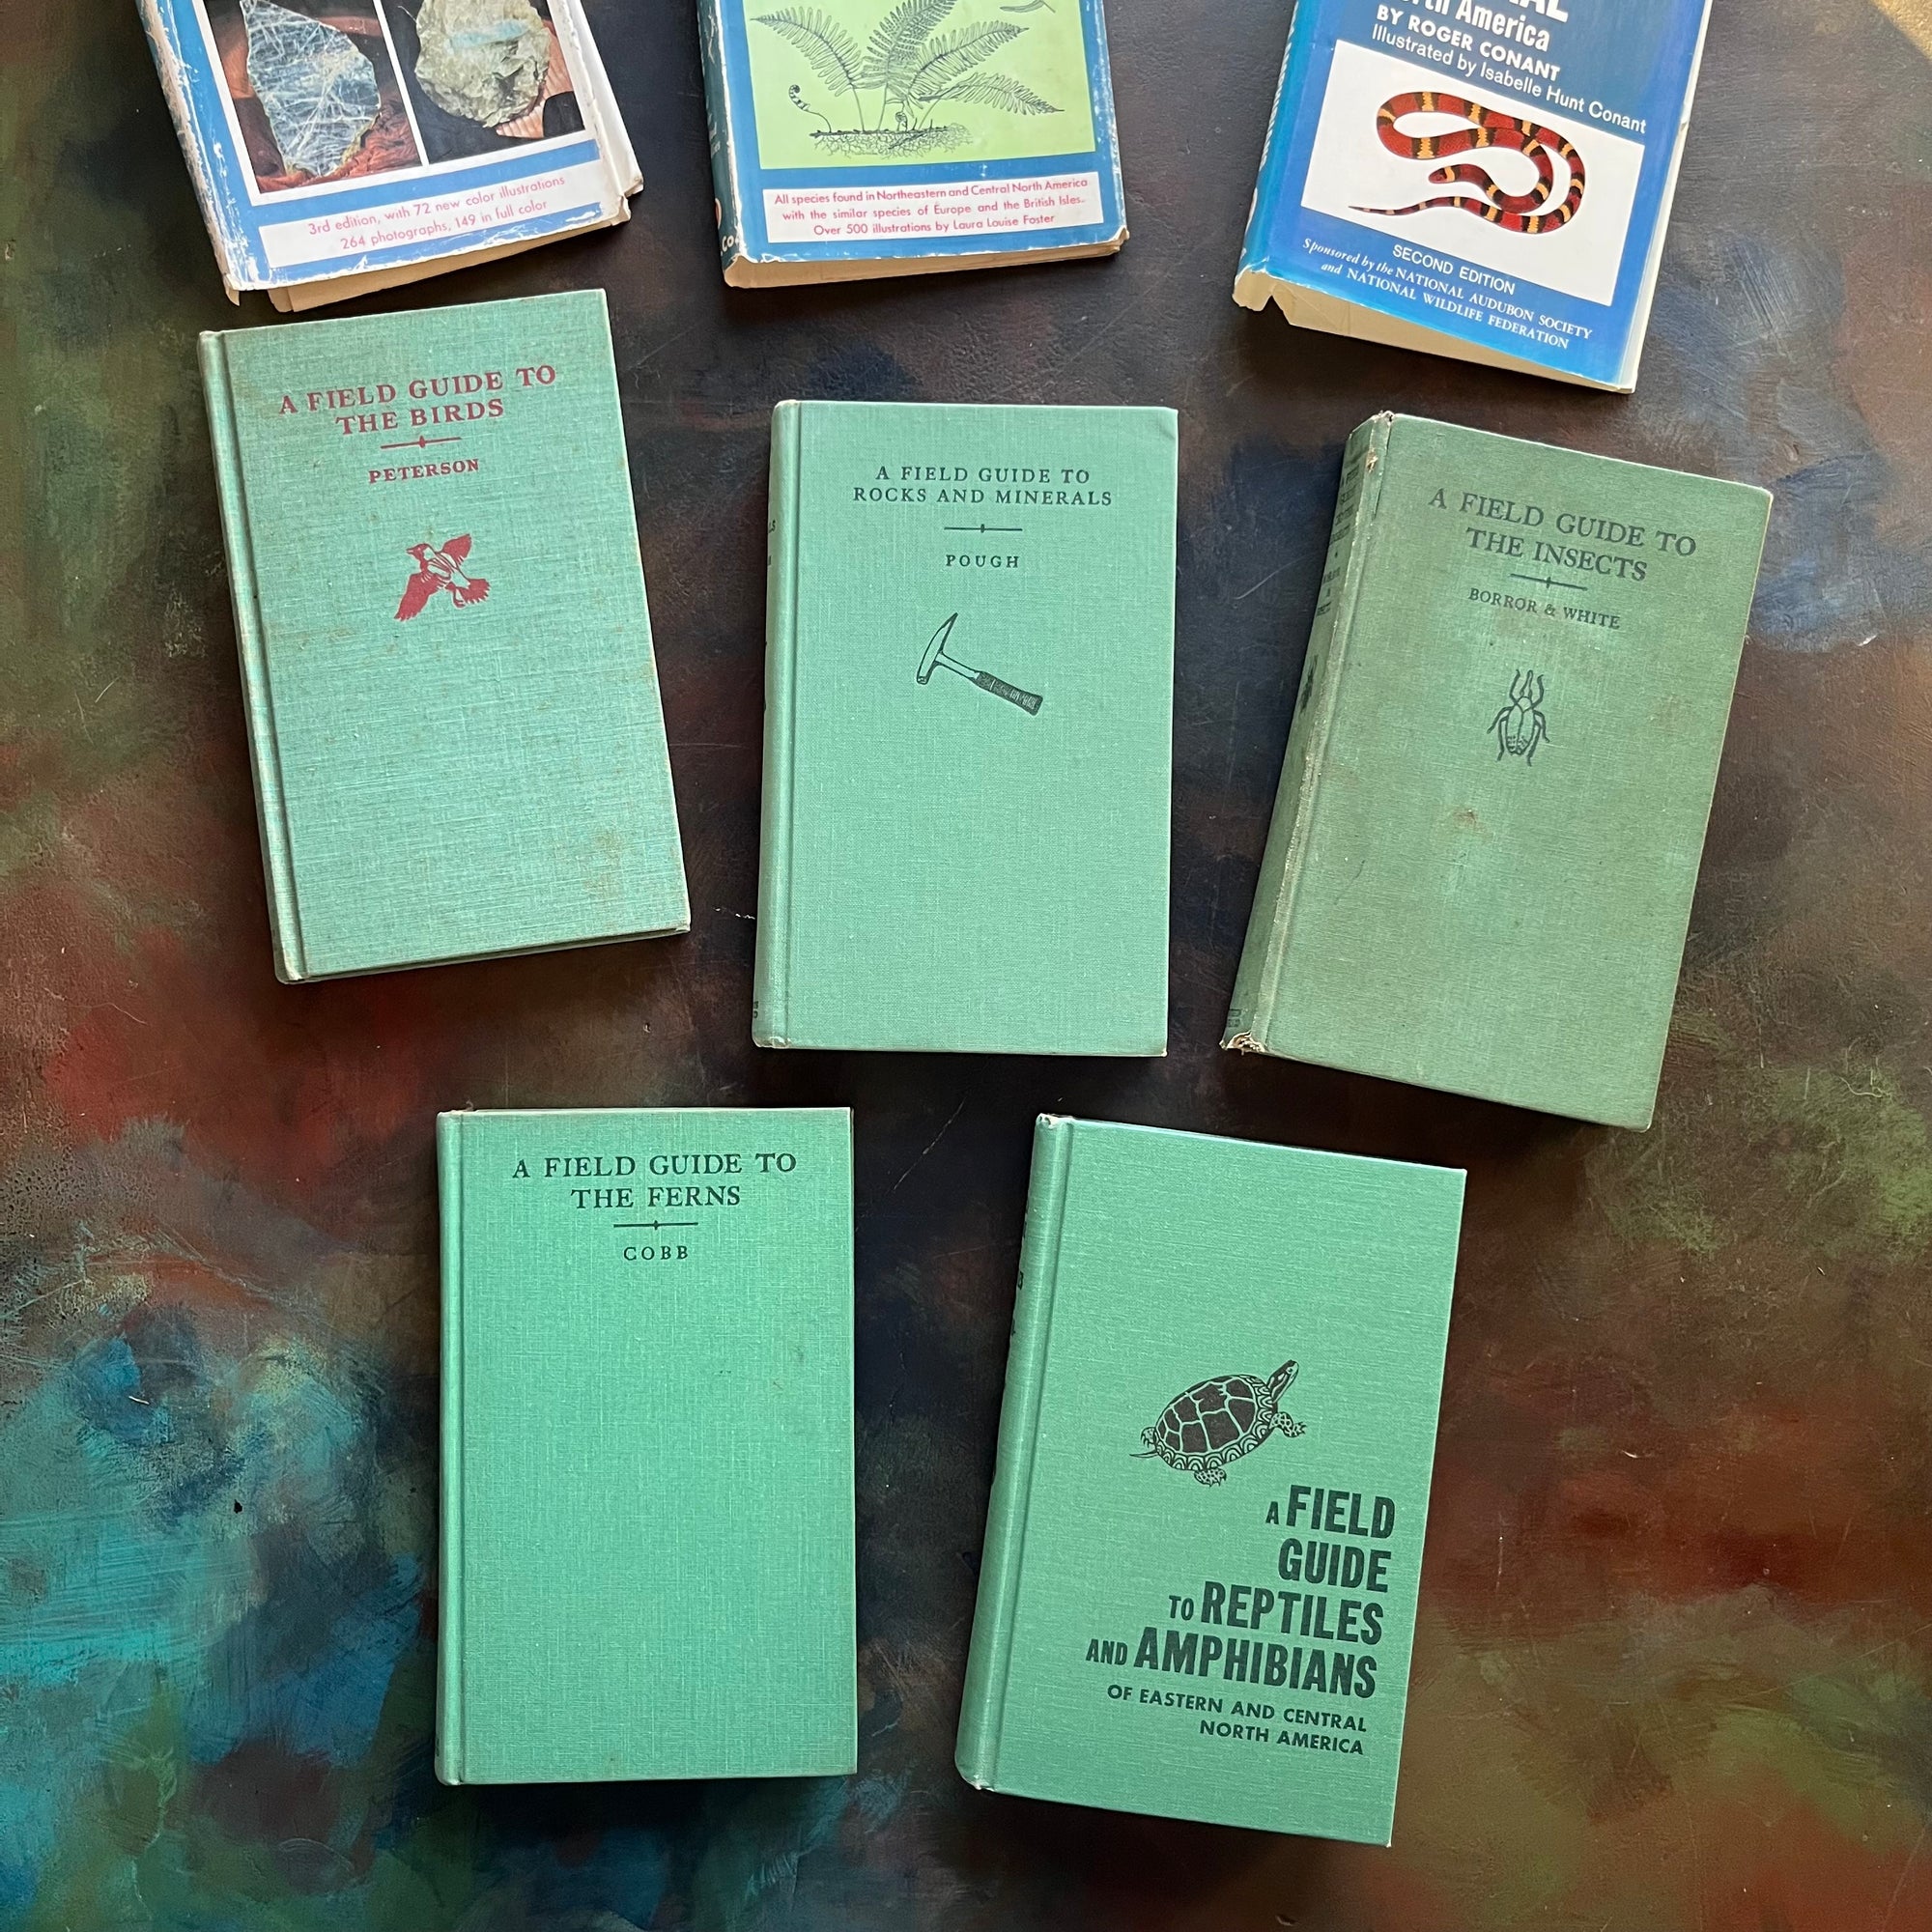 3rd edition, with 72 new color illustrations
264 photographs, 149 in full color
All species found in Northeastern and Central North America
with the similar species of Europe and the British Isles.
Over 500 illustrations by Laura Louise Foster
North America
BY ROGER CONANT
Illustrated by Isabelle Hunt Conant
SECOND EDITION
Sponsored by the NATIONAL AUDUBON SOCIETY
and NATIONAL WILDLIFE FEDERATION
A FIELD GUIDE TO
THE BIRDS
PETERSON
A FIELD GUIDE TO
ROCKS AND MINERALS
POUGH
A FIELD GUIDE TO
THE INSECTS
BORROR & WHITE
A FIELD GUIDE TO
THE FERNS
COBB
A FIELD
GUIDE
TO REPTILES
AND AMPHIBIANS
OF EASTERN AND CENTRAL
NORTH AMERICA